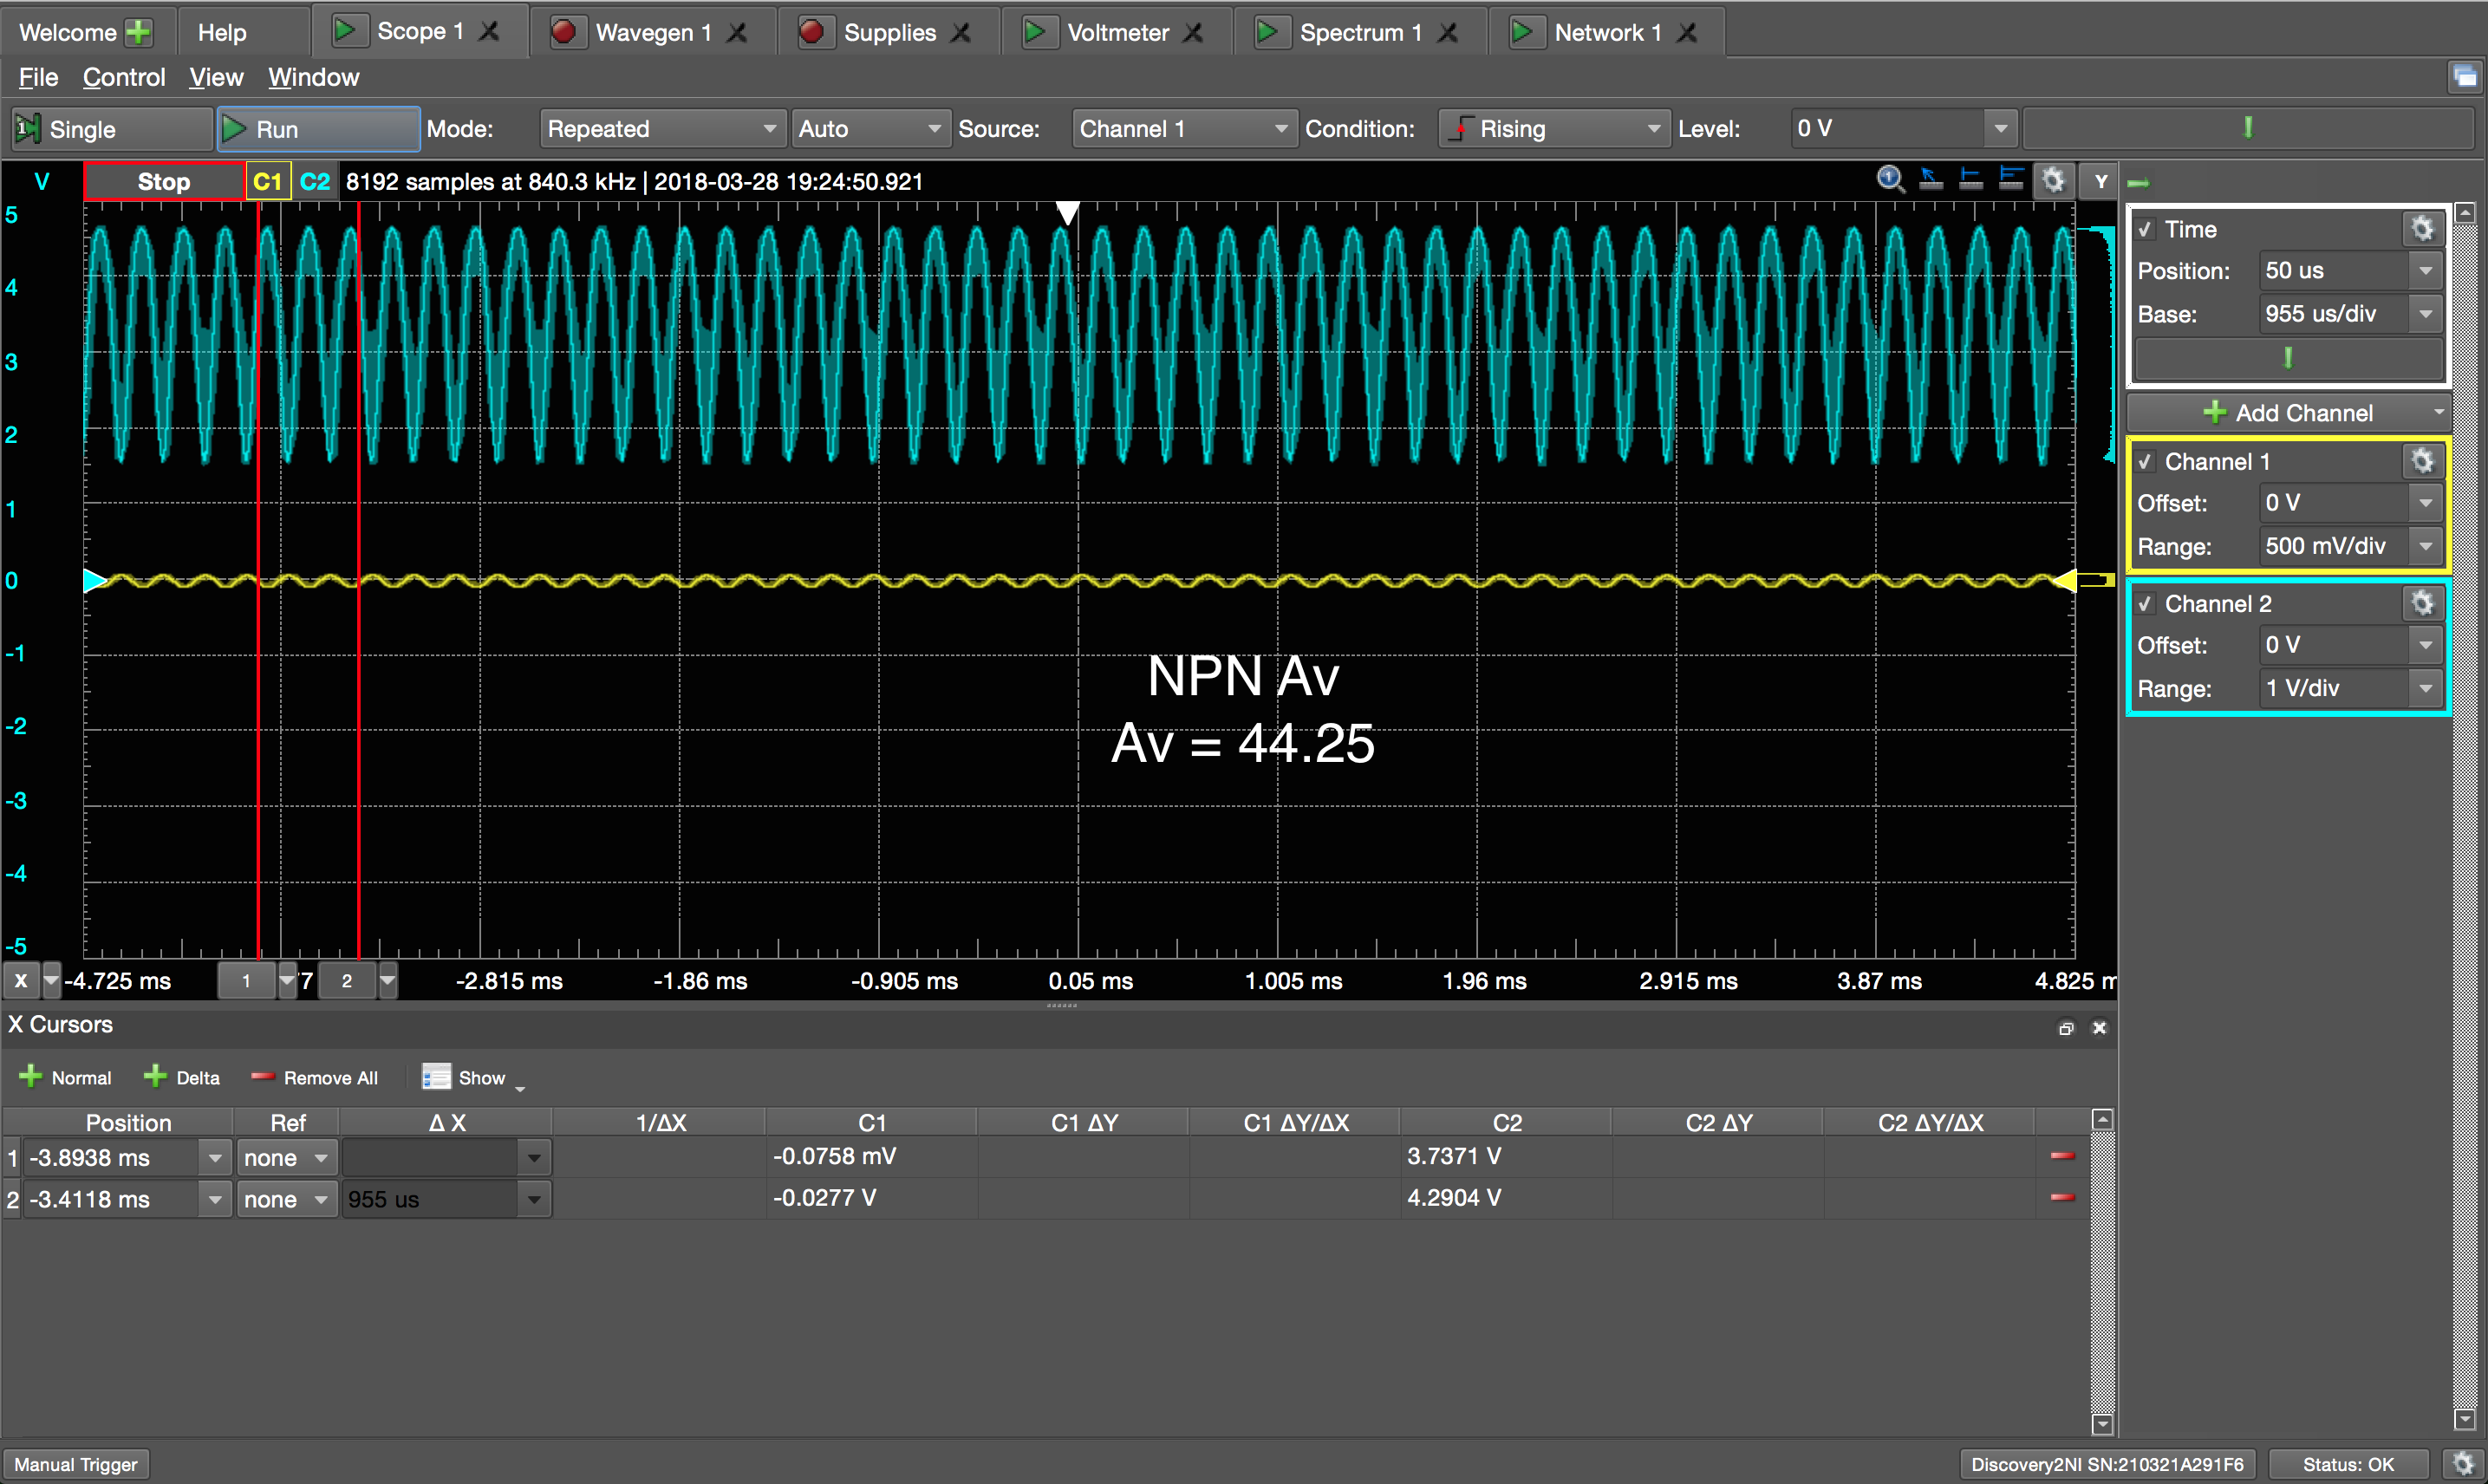 Welcome Help Scope 1 Wavegen 1 Supplies Voltmeter Spectrum 1 Network 1
File Control View Window
1 Single Run Mode: Repeated Auto Source: Channel 1 Condition: Rising Level: 0 V
V Stop C1 C2 8192 samples at 840.3 kHz | 2018-03-28 19:24:50.921 Y
5
4
3
2
1
0
-1
-2
-3
-4
-5
NPN Av
Av = 44.25
X -4.725 ms 1 '7 2 -2.815 ms -1.86 ms -0.905 ms 0.05 ms 1.005 ms 1.96 ms 2.915 ms 3.87 ms 4.825 m
Time
Position: 50 us
Base: 955 us/div
Add Channel
Channel 1
Offset: 0 V
Range: 500 mV/div
Channel 2
Offset: 0 V
Range: 1 V/div
X Cursors
Normal Delta Remove All Show
Position Ref Δ X 1/ΔX C1 C1 ΔY C1 ΔY/ΔX C2 C2 ΔY C2 ΔY/ΔX
1 -3.8938 ms none -0.0758 mV 3.7371 V
2 -3.4118 ms none 955 us -0.0277 V 4.2904 V
Manual Trigger Discovery2NI SN:210321A291F6 Status: OK